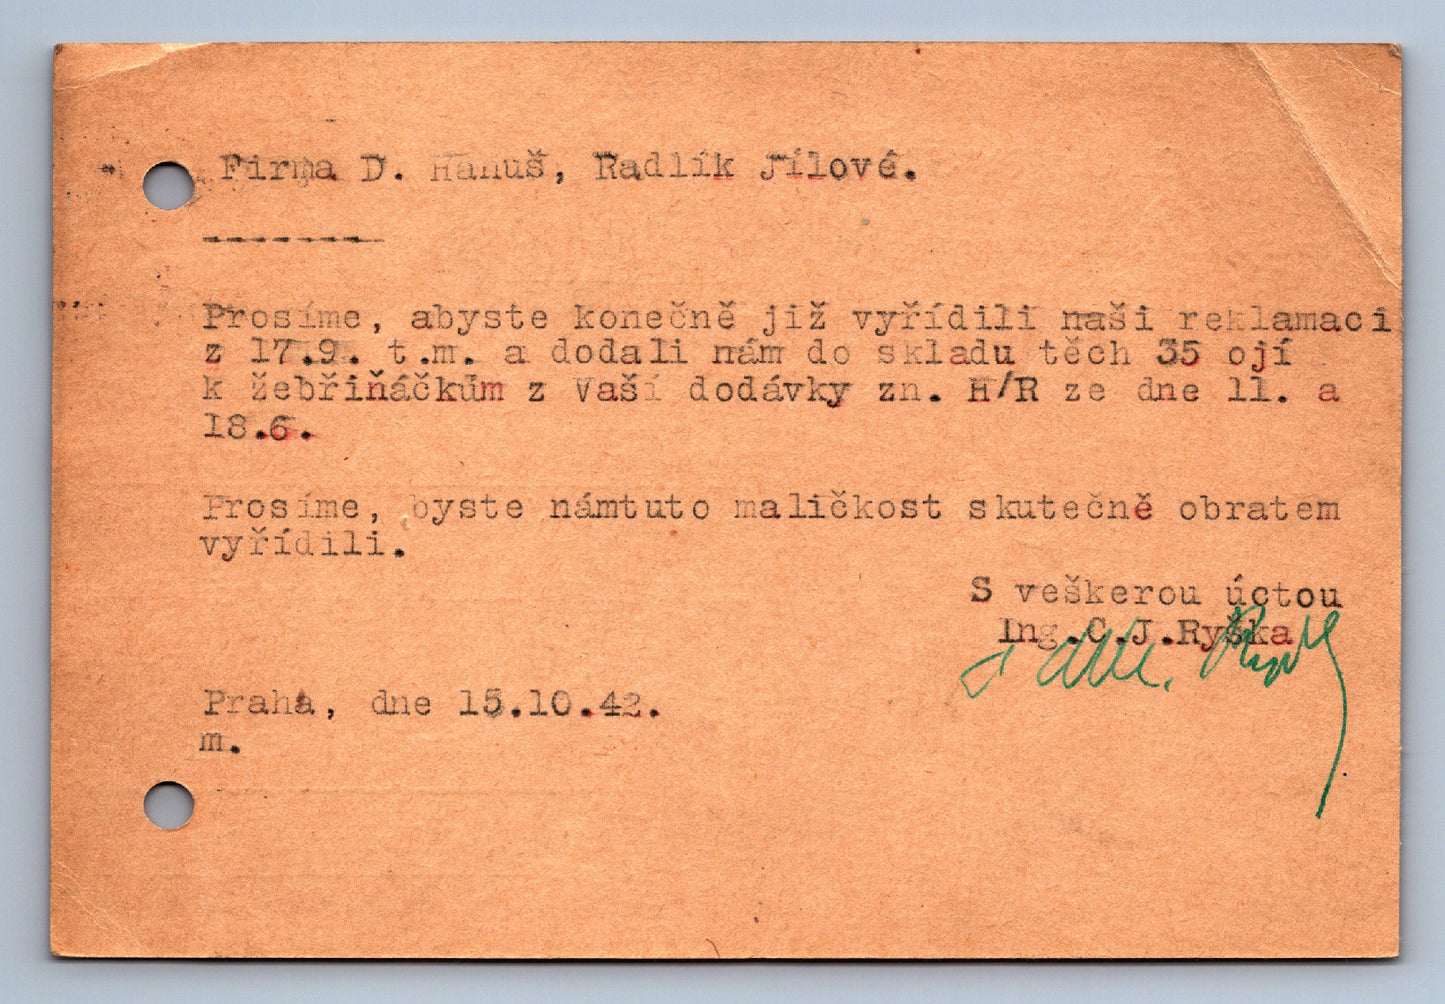 Firma D. Hanuš, Radlík Jílové.
--------
Prosíme, abyste konečně již vyřídili naši reklamaci
z 17.9. t.m. a dodali nám do skladu těch 35 ojí
k žebřiňáčkům z Vaší dodávky zn. H/R ze dne 11. a
18.6.
Prosíme, byste námtuto maličkost skutečně obratem
vyřídili.
S veškerou úctou
Ing.C.J.Ryška
Praha, dne 15.10.42.
m.